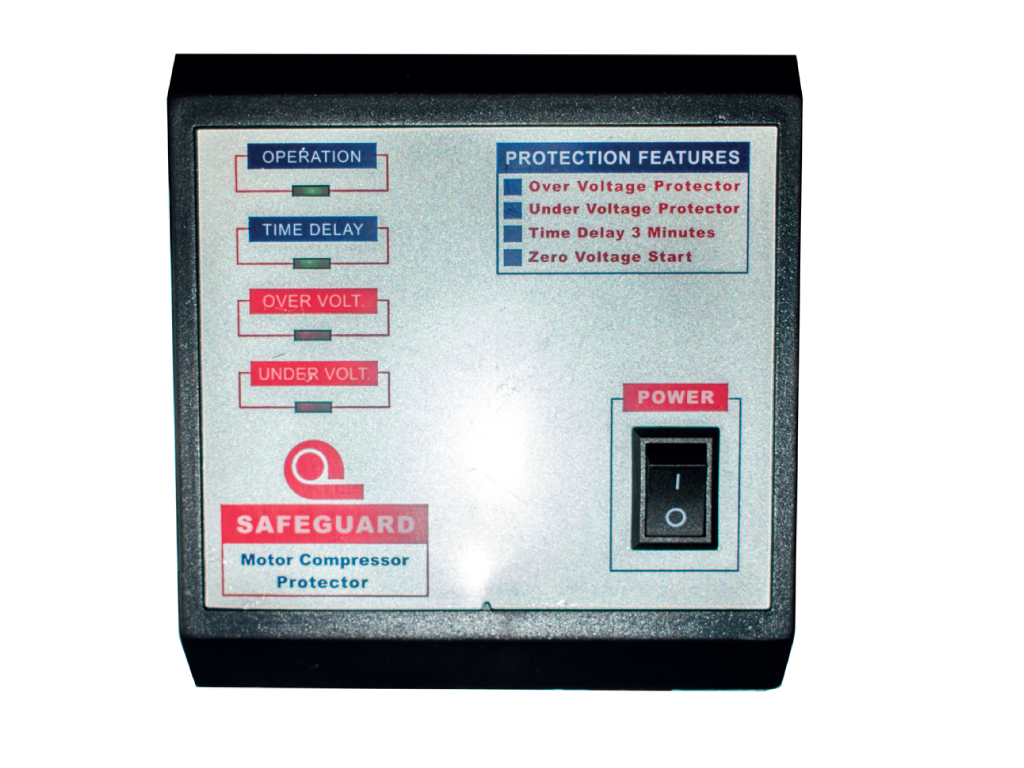 OPERATION
TIME DELAY
OVER VOLT.
UNDER VOLT.
SAFEGUARD
Motor Compressor
Protector
PROTECTION FEATURES
Over Voltage Protector
Under Voltage Protector
Time Delay 3 Minutes
Zero Voltage Start
POWER
I
O